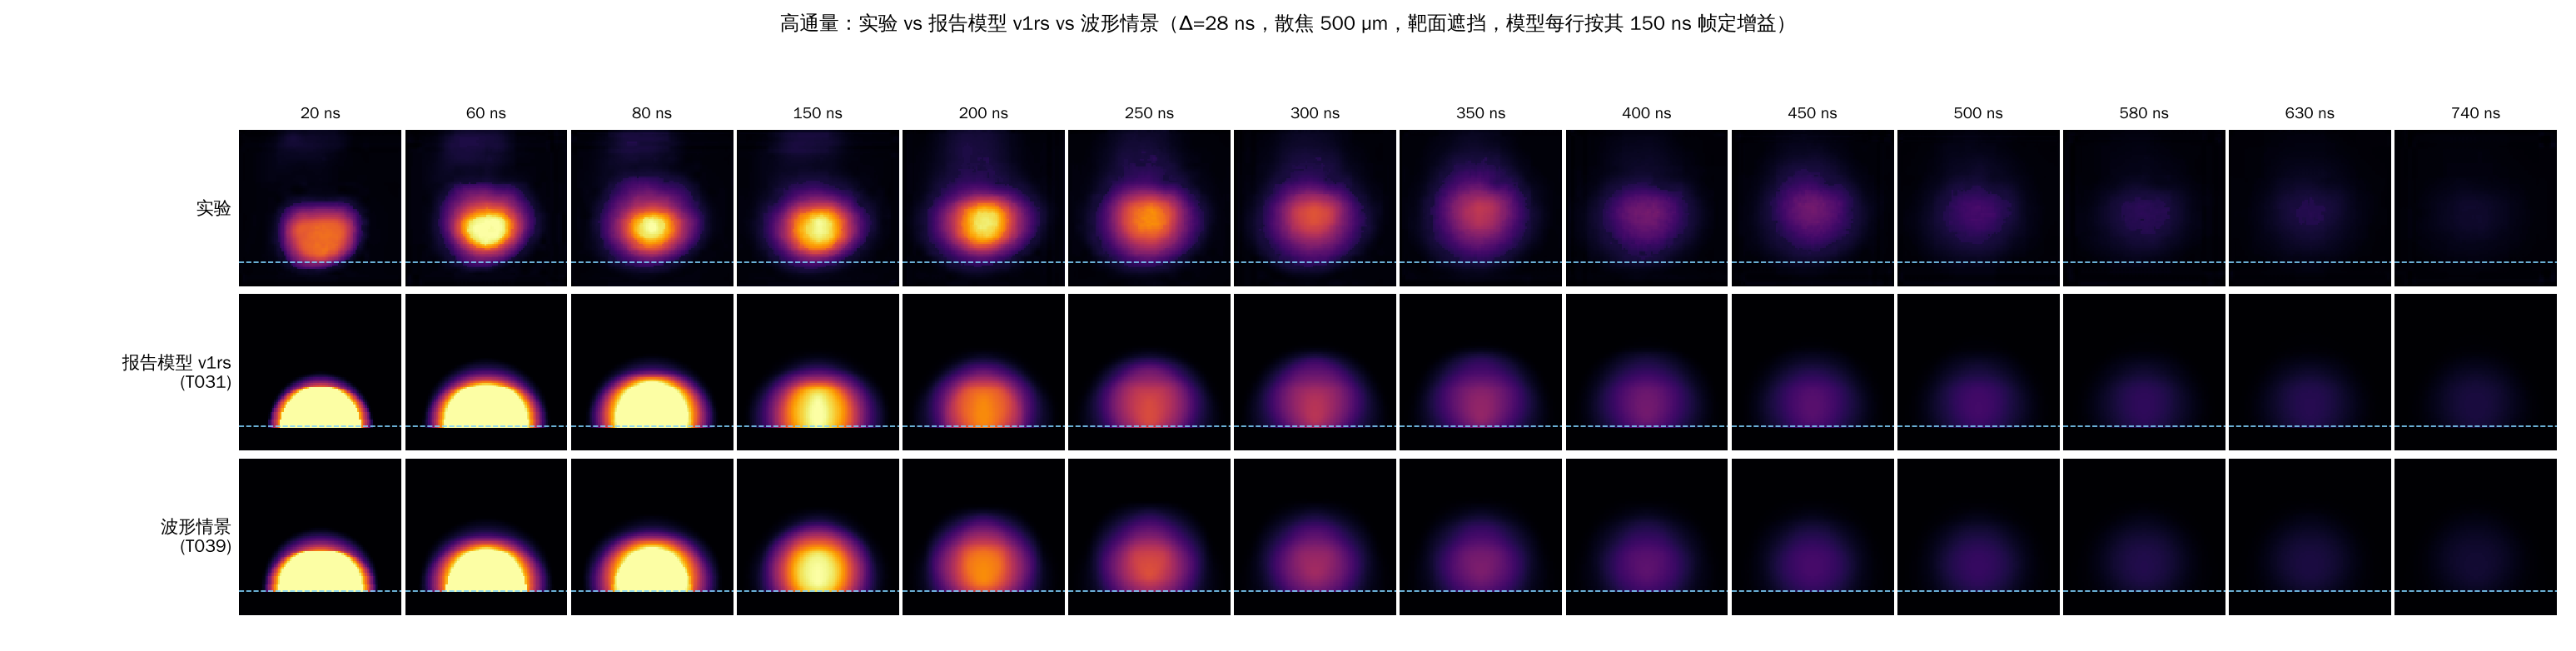 高通量：实验 vs 报告模型 v1rs vs 波形情景（Δ=28 ns，散焦 500 µm，靶面遮挡，模型每行按其 150 ns 帧定增益）
20 ns 60 ns 80 ns 150 ns 200 ns 250 ns 300 ns 350 ns 400 ns 450 ns 500 ns 580 ns 630 ns 740 ns
实验
报告模型 v1rs
(T031)
波形情景
(T039)